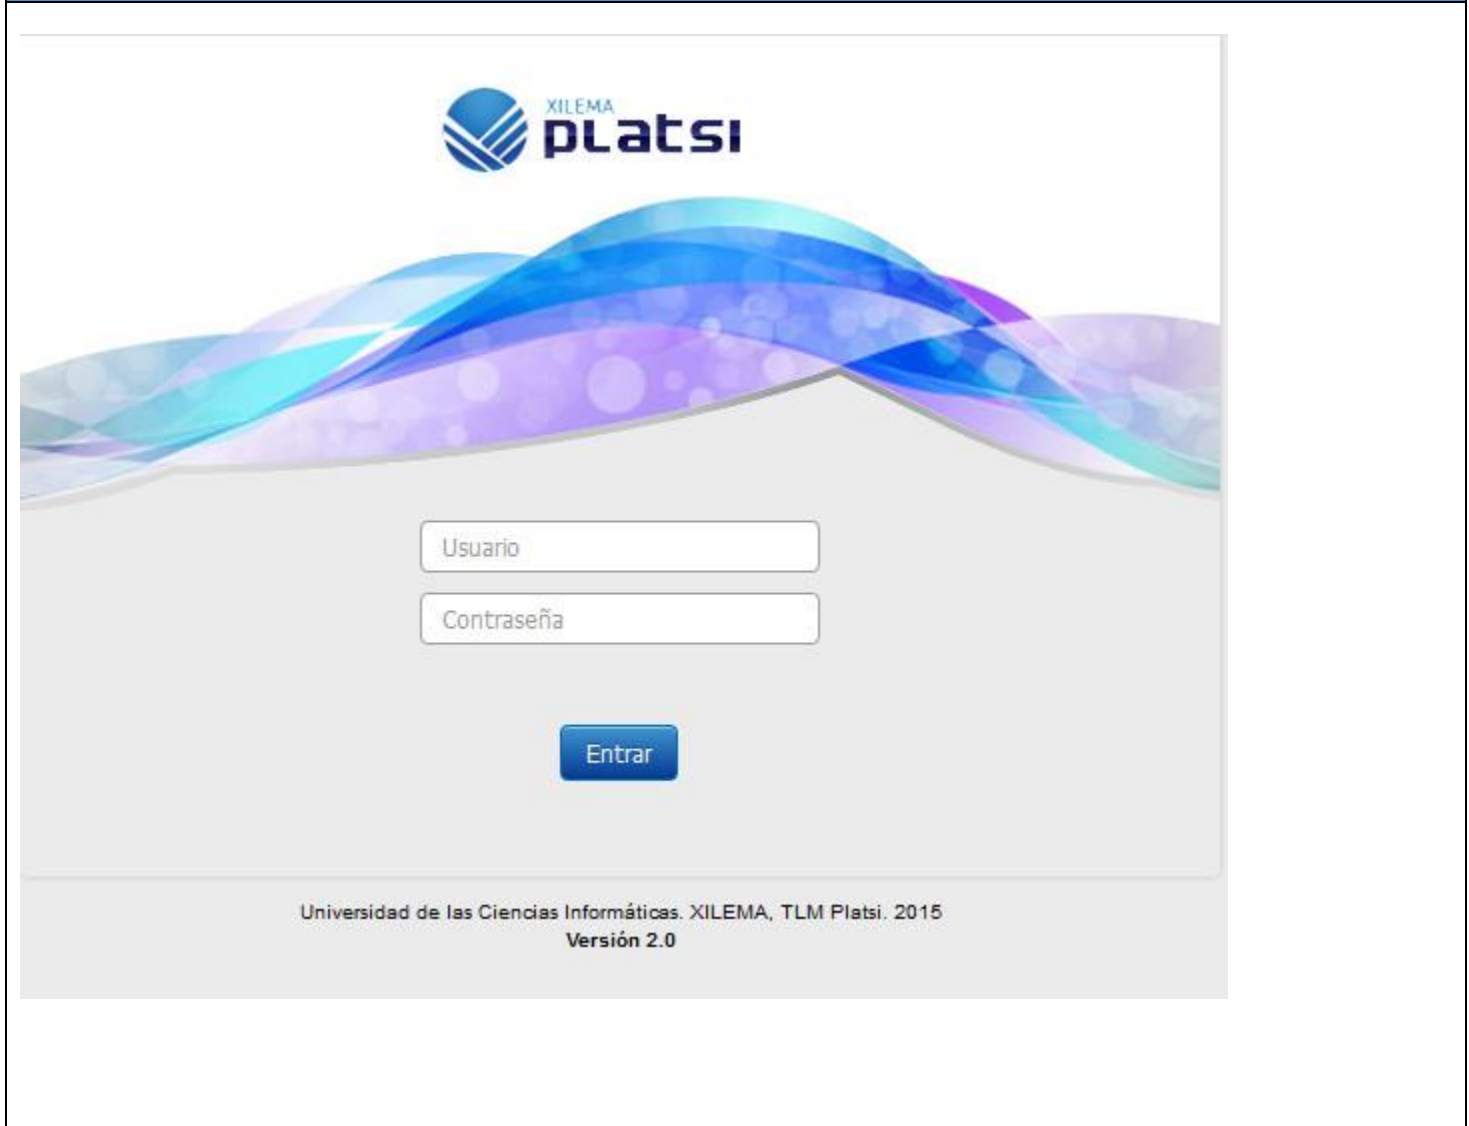 XILEMA
PLatsI
Usuario
Contraseña
Entrar
Universidad de las Ciencias Informáticas. XILEMA, TLM Platsi. 2015
Versión 2.0